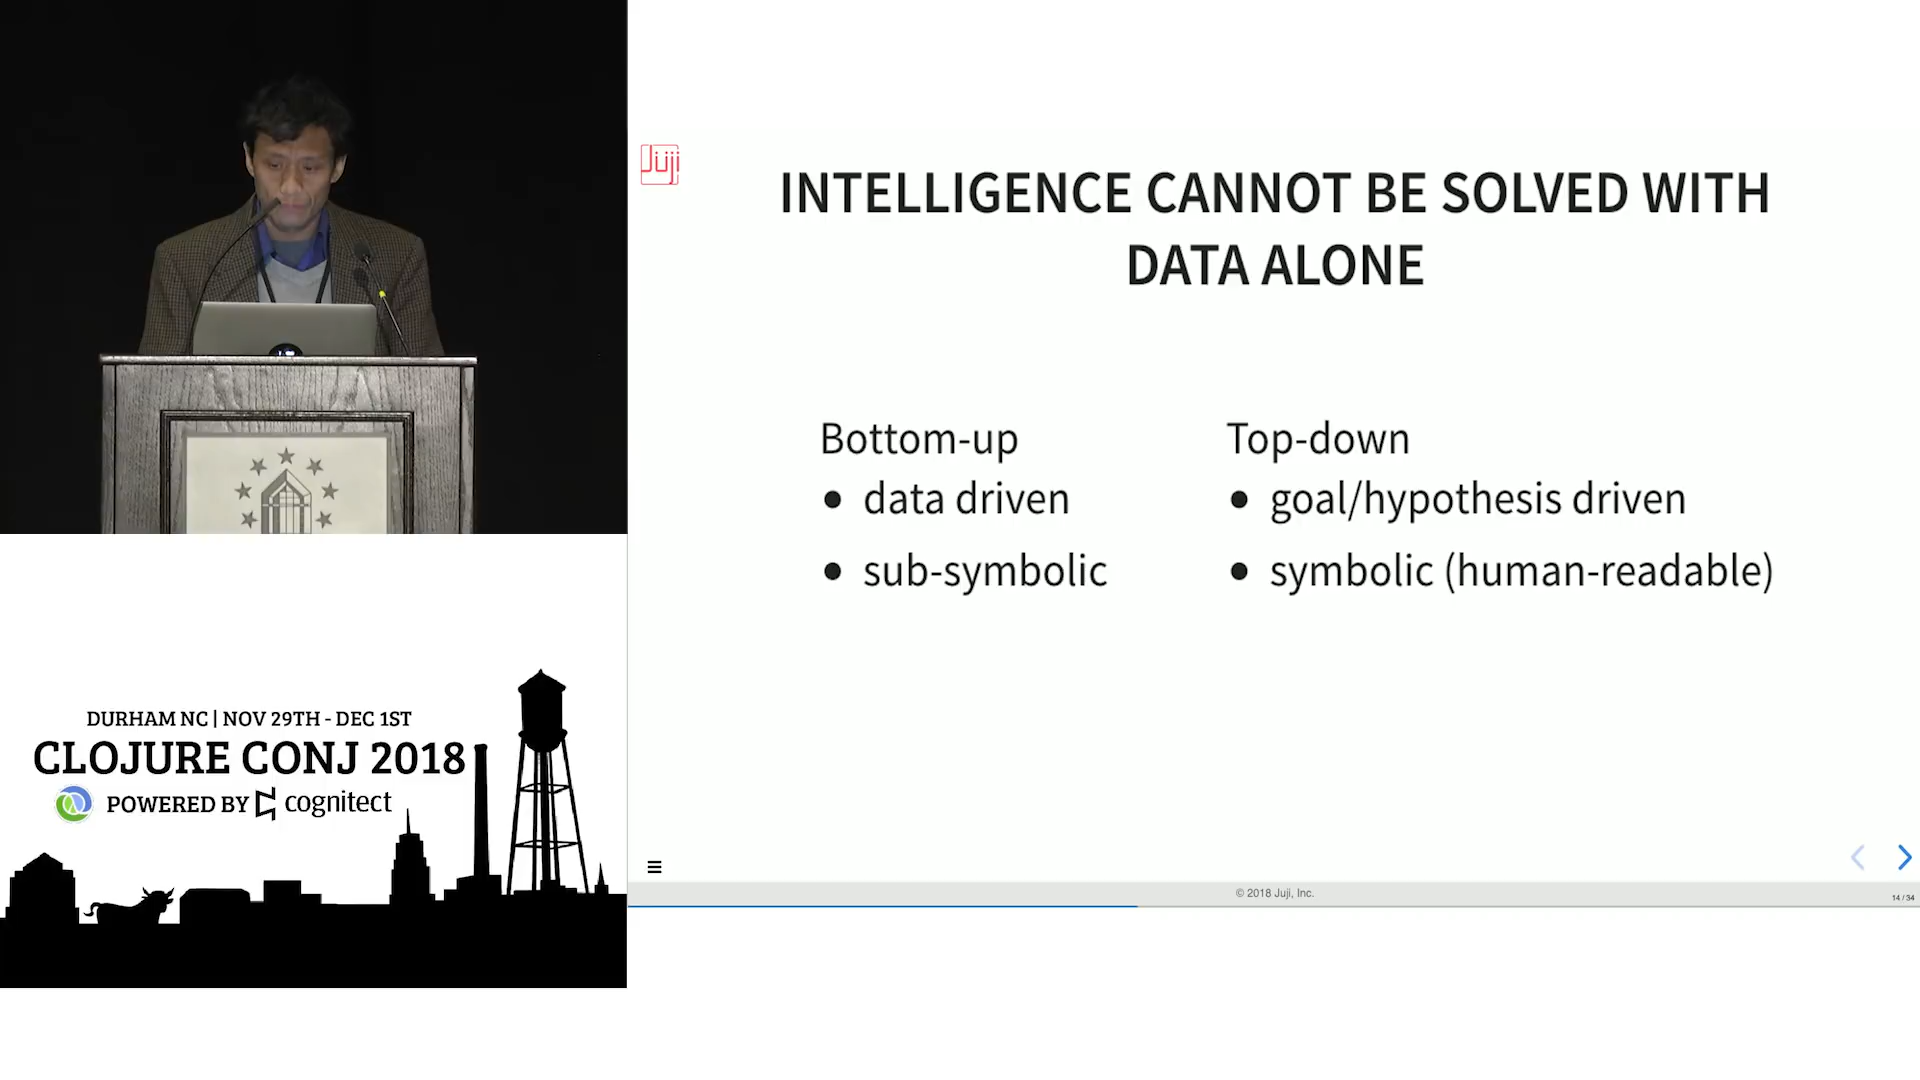 Juji
INTELLIGENCE CANNOT BE SOLVED WITH
DATA ALONE
Bottom-up
• data driven
• sub-symbolic
Top-down
• goal/hypothesis driven
• symbolic (human-readable)
© 2018 Juji, Inc.
14 / 34
DURHAM NC | NOV 29TH - DEC 1ST
CLOJURE CONJ 2018
POWERED BY cognitect